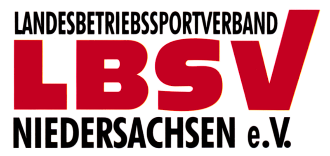 LANDESBETRIEBSSPORTVERBAND
LBSV
NIEDERSACHSEN e.V.